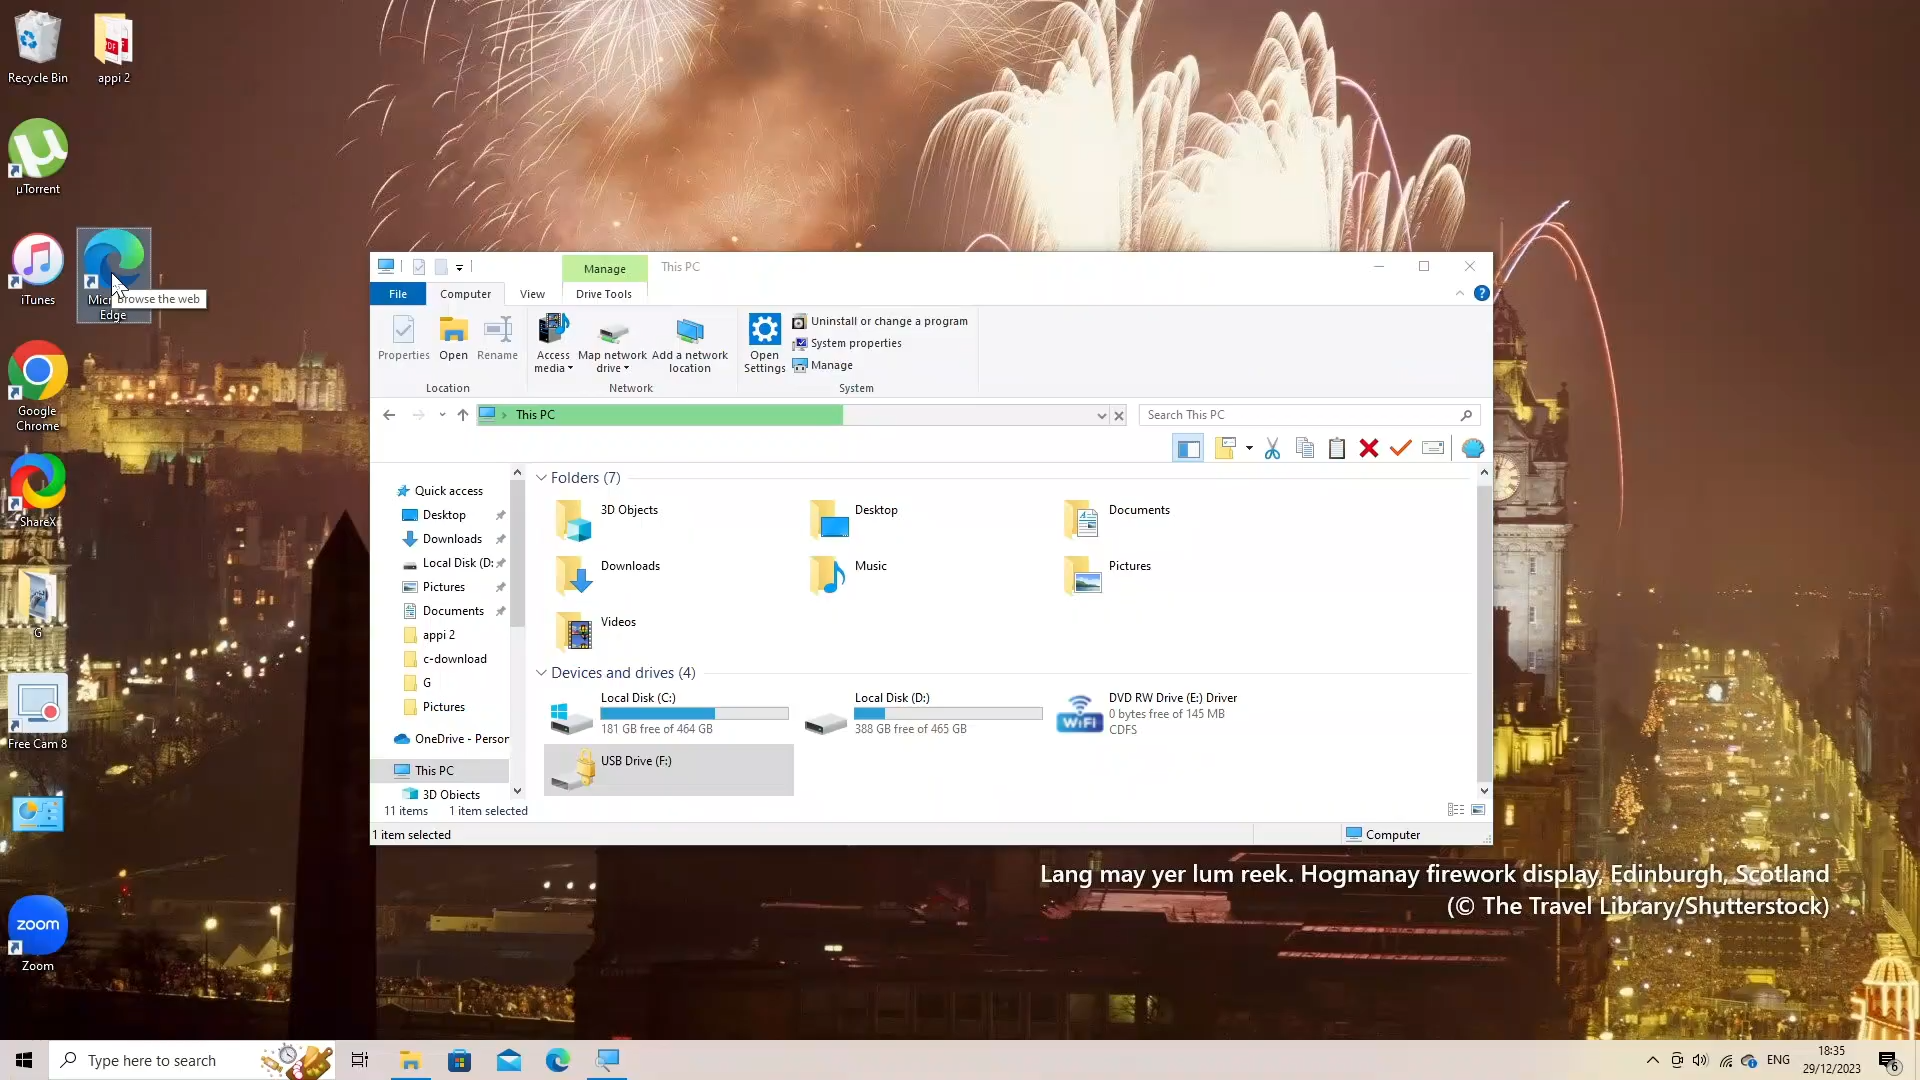 Recycle Bin
appi 2
µTorrent
iTunes
Edge
Browse the web
Google
Chrome
ShareX
G
Free Cam 8
zoom
Zoom
Manage
This PC
File
Computer
View
Drive Tools
Properties
Open
Rename
Location
Access
media
Map network
drive
Add a network
location
Network
Open
Settings
Uninstall or change a program
System properties
Manage
System
This PC
Search This PC
Quick access
Desktop
Downloads
Local Disk (D:
Pictures
Documents
appi 2
c-download
G
Pictures
OneDrive - Person
This PC
3D Objects
Folders (7)
3D Objects
Desktop
Documents
Downloads
Music
Pictures
Videos
Devices and drives (4)
Local Disk (C:)
181 GB free of 464 GB
Local Disk (D:)
388 GB free of 465 GB
WiFi
DVD RW Drive (E:) Driver
0 bytes free of 145 MB
CDFS
USB Drive (F:)
11 items
1 item selected
1 item selected
Computer
Lang may yer lum reek. Hogmanay firework display, Edinburgh, Scotland
(© The Travel Library/Shutterstock)
Type here to search
ENG
18:35
29/12/2023
6